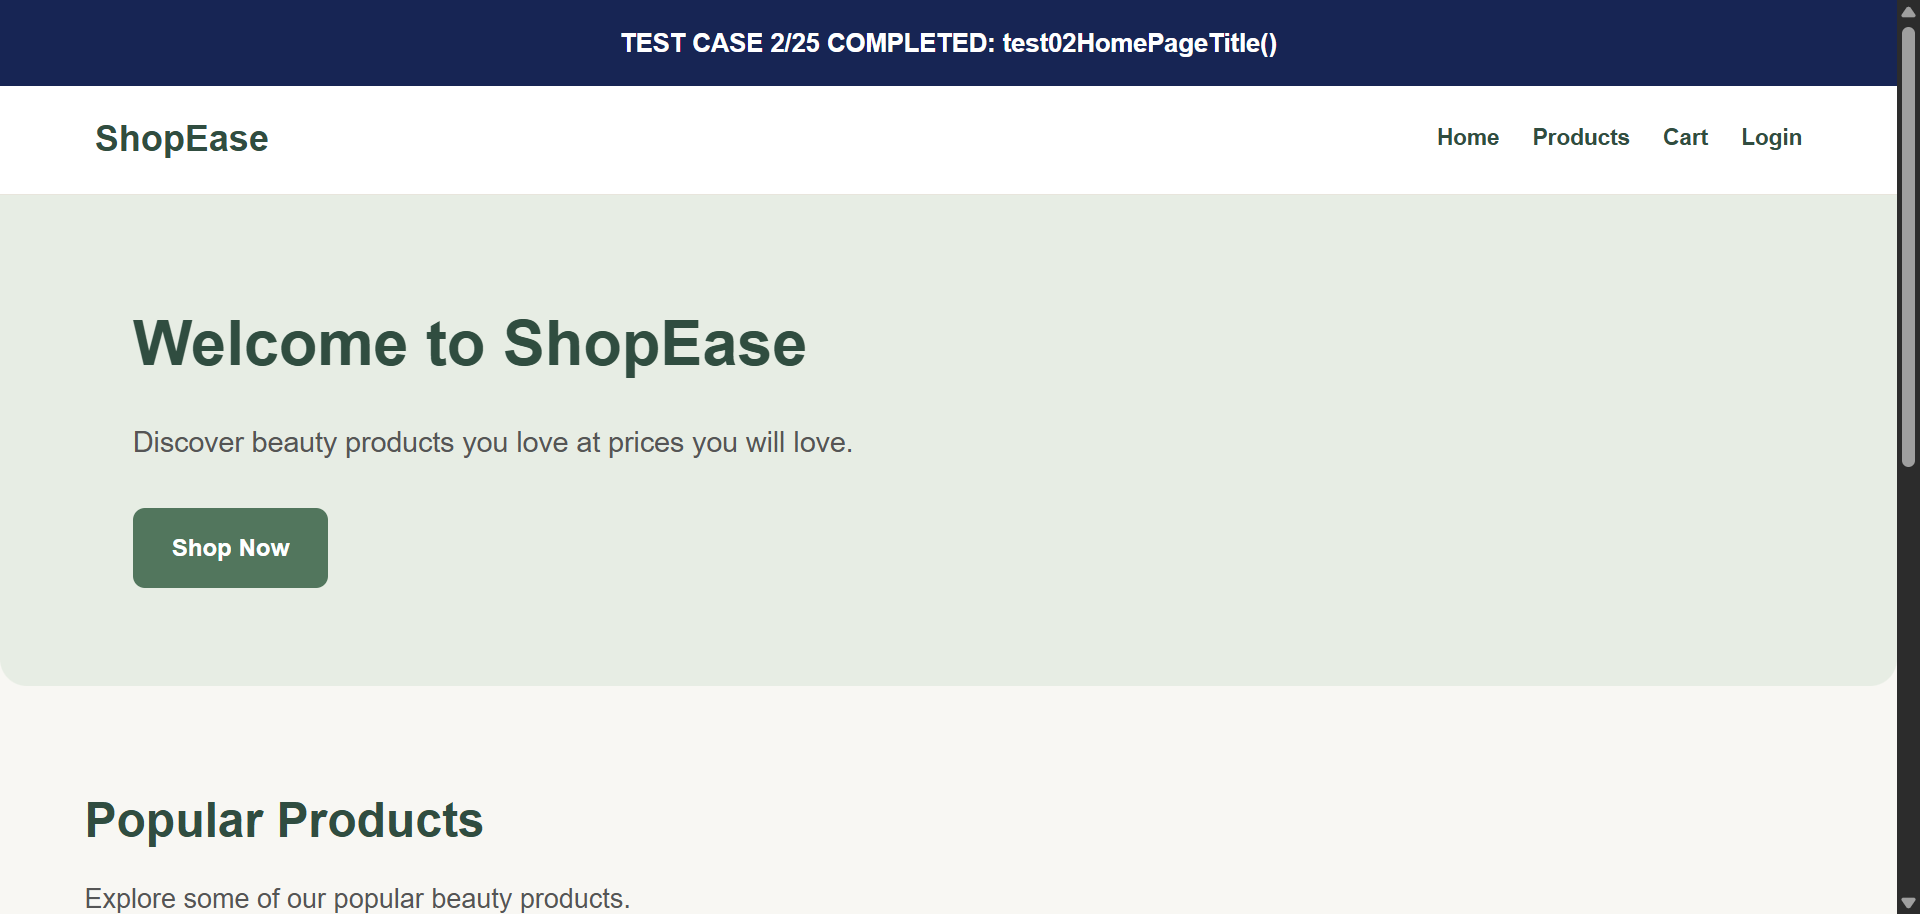 TEST CASE 2/25 COMPLETED: test02HomePageTitle()
ShopEase
Home Products Cart Login
Welcome to ShopEase
Discover beauty products you love at prices you will love.
Shop Now
Popular Products
Explore some of our popular beauty products.